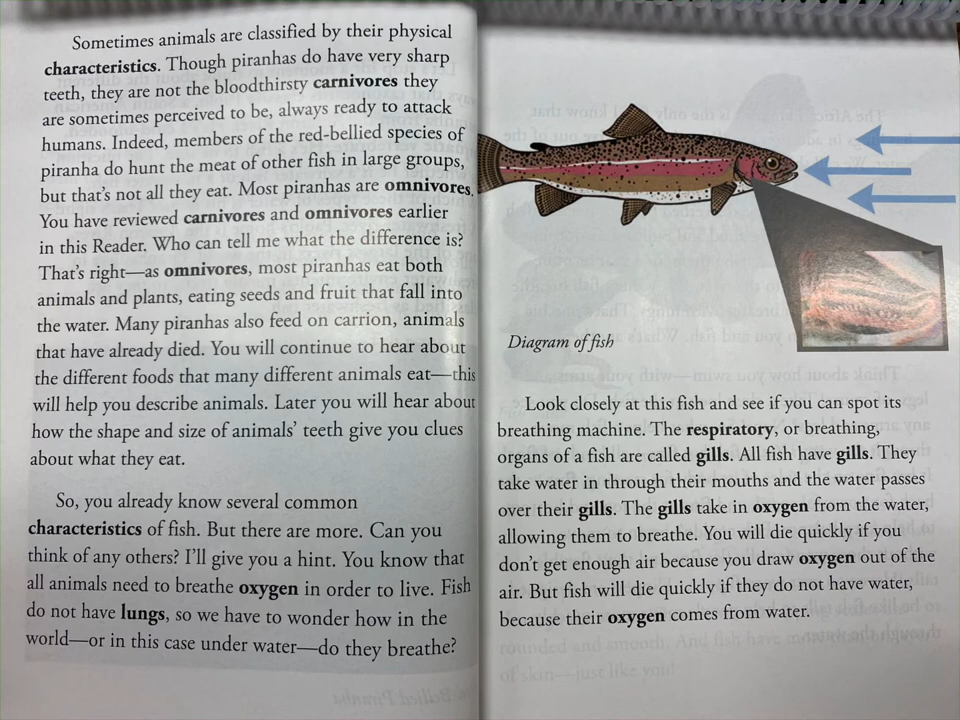 Sometimes animals are classified by their physical
characteristics. Though piranhas do have very sharp
teeth, they are not the bloodthirsty carnivores they
are sometimes perceived to be, always ready to attack
humans. Indeed, members of the red-bellied species of
piranha do hunt the meat of other fish in large groups,
but that's not all they eat. Most piranhas are omnivores.
You have reviewed carnivores and omnivores earlier
in this Reader. Who can tell me what the difference is?
That's right—as omnivores, most piranhas eat both
animals and plants, eating seeds and fruit that fall into
the water. Many piranhas also feed on carrion, animals
that have already died. You will continue to hear about
the different foods that many different animals eat—this
will help you describe animals. Later you will hear about
how the shape and size of animals' teeth give you clues
about what they eat.
So, you already know several common
characteristics of fish. But there are more. Can you
think of any others? I'll give you a hint. You know that
all animals need to breathe oxygen in order to live. Fish
do not have lungs, so we have to wonder how in the
world—or in this case under water—do they breathe?
Diagram of fish
Look closely at this fish and see if you can spot its
breathing machine. The respiratory, or breathing,
organs of a fish are called gills. All fish have gills. They
take water in through their mouths and the water passes
over their gills. The gills take in oxygen from the water,
allowing them to breathe. You will die quickly if you
don't get enough air because you draw oxygen out of the
air. But fish will die quickly if they do not have water,
because their oxygen comes from water.